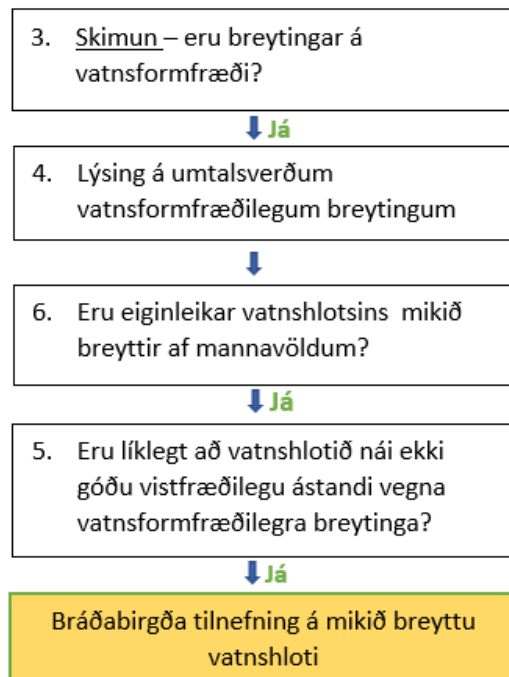 3. Skimun – eru breytingar á
vatnsformfræði?
Já
4. Lýsing á umtalsverðum
vatnsformfræðilegum breytingum
6. Eru eiginleikar vatnshlotsins mikið
breyttir af mannavöldum?
Já
5. Eru líklegt að vatnshlotið nái ekki
góðu vistfræðilegu ástandi vegna
vatnsformfræðilegra breytinga?
Já
Bráðabirgða tilnefning á mikið breyttu
vatnshloti